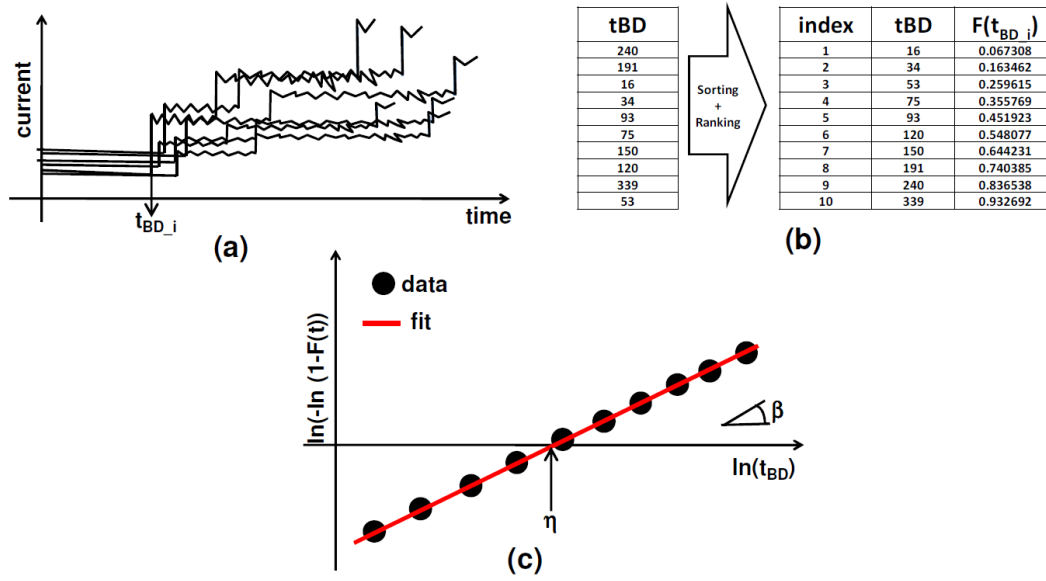 current
t_BD_i
time
(a)
tBD
240
191
16
34
93
75
150
120
339
53
Sorting
+
Ranking
index tBD F(t_BD_i)
1 16 0.067308
2 34 0.163462
3 53 0.259615
4 75 0.355769
5 93 0.451923
6 120 0.548077
7 150 0.644231
8 191 0.740385
9 240 0.836538
10 339 0.932692
(b)
ln(-ln (1-F(t))
data
fit
β
ln(t_BD)
η
(c)